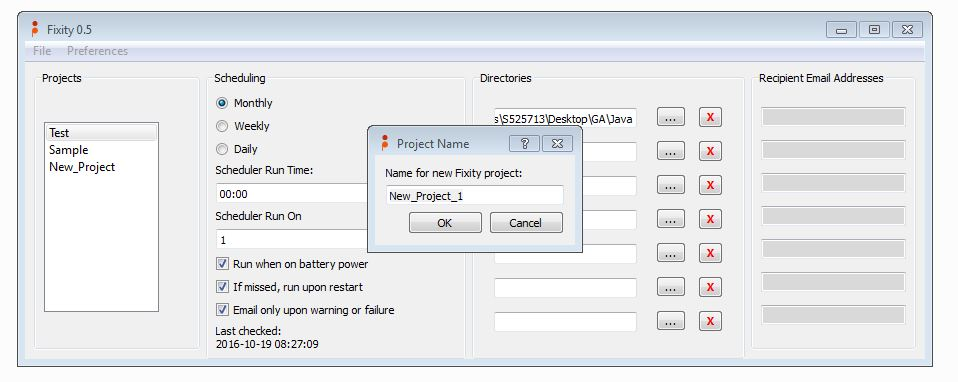 Fixity 0.5
File Preferences
Projects
Test
Sample
New_Project
Scheduling
Monthly
Weekly
Daily
Scheduler Run Time:
00:00
Scheduler Run On
1
Run when on battery power
If missed, run upon restart
Email only upon warning or failure
Last checked:
2016-10-19 08:27:09
Directories
s\S525713\Desktop\GA\Java ... X
... X
... X
... X
... X
... X
... X
Recipient Email Addresses
Project Name ?
Name for new Fixity project:
New_Project_1
OK Cancel